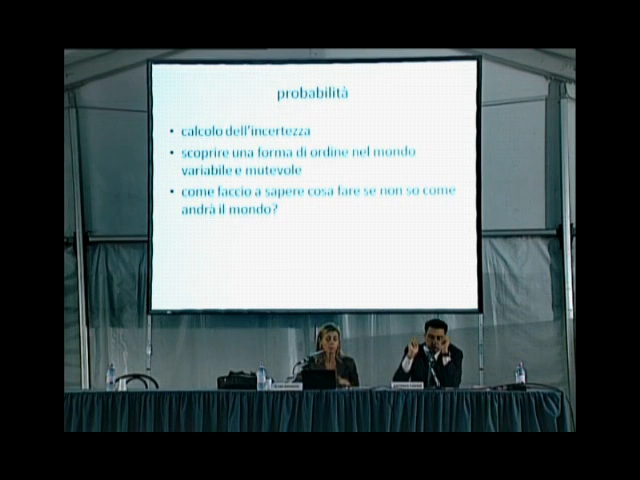 probabilità
• calcolo dell'incertezza
• scoprire una forma di ordine nel mondo
variabile e mutevole
• come faccio a sapere cosa fare se non so come
andrà il mondo?